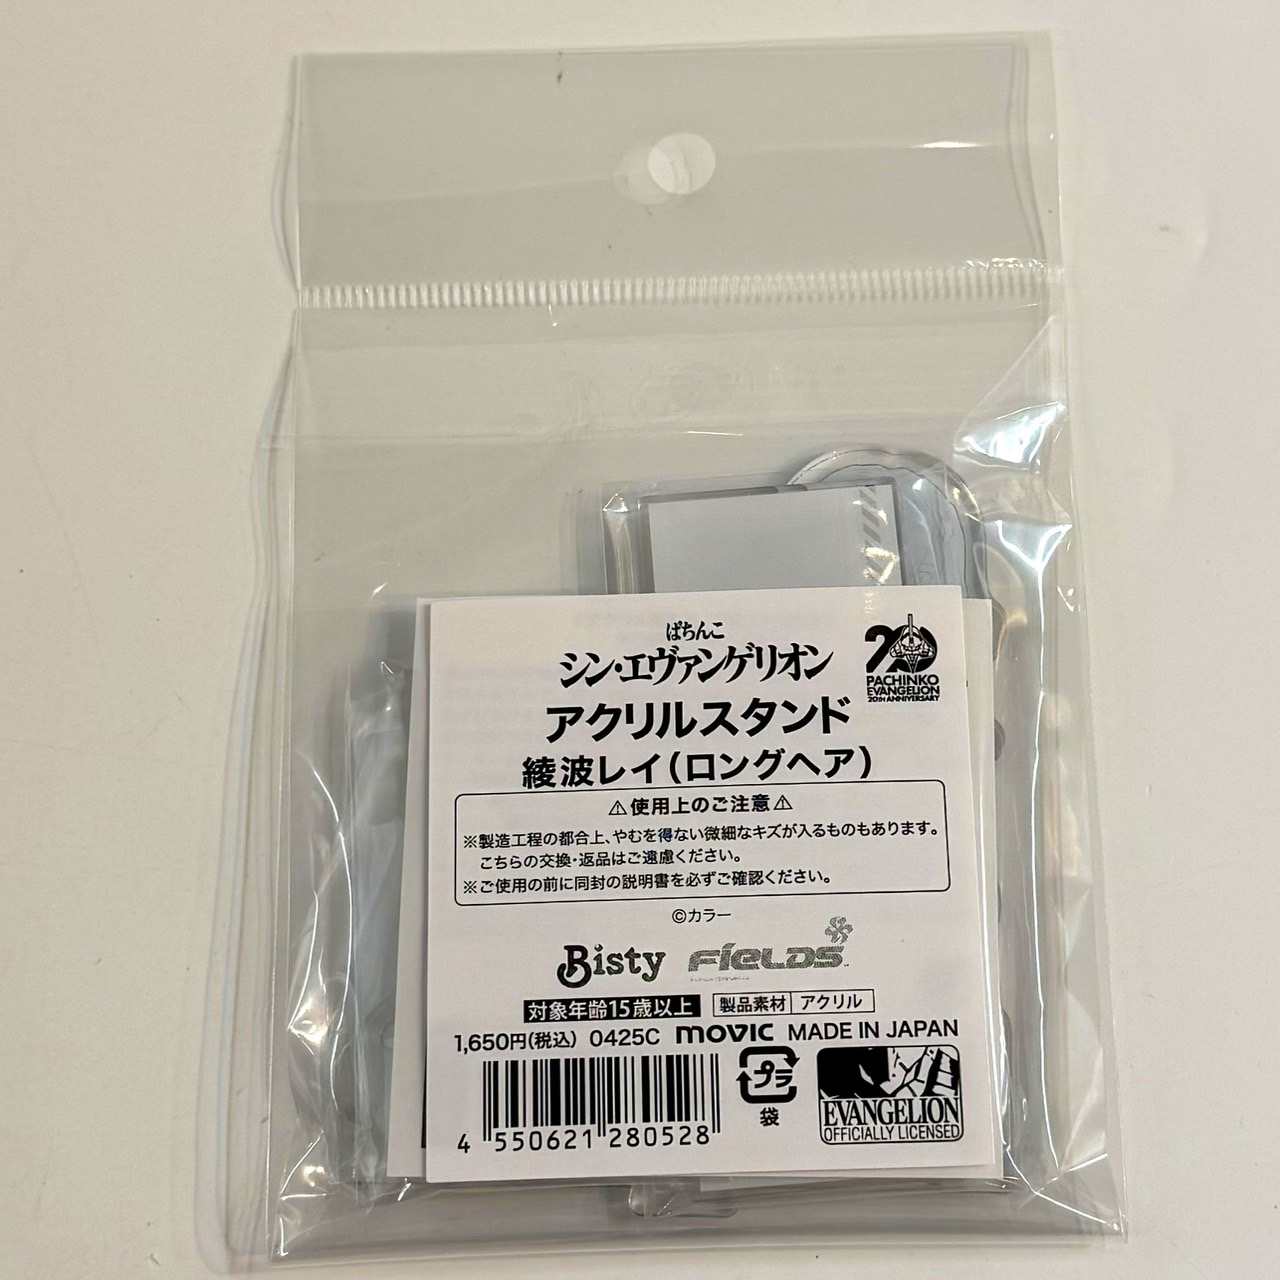 ぱちんこ
シン・エヴァンゲリオン
アクリルスタンド
綾波レイ(ロングヘア)
20
PACHINKO
EVANGELION
20TH ANNIVERSARY
⚠使用上のご注意⚠
※製造工程の都合上、やむを得ない微細なキズが入るものもあります。
こちらの交換・返品はご遠慮ください。
※ご使用の前に同封の説明書を必ずご確認ください。
©カラー
Bisty FIELDS
対象年齢15歳以上 製品素材 アクリル
1,650円(税込) 0425C movic MADE IN JAPAN
4 550621 280528
プラ
袋
EVANGELION
OFFICIALLY LICENSED